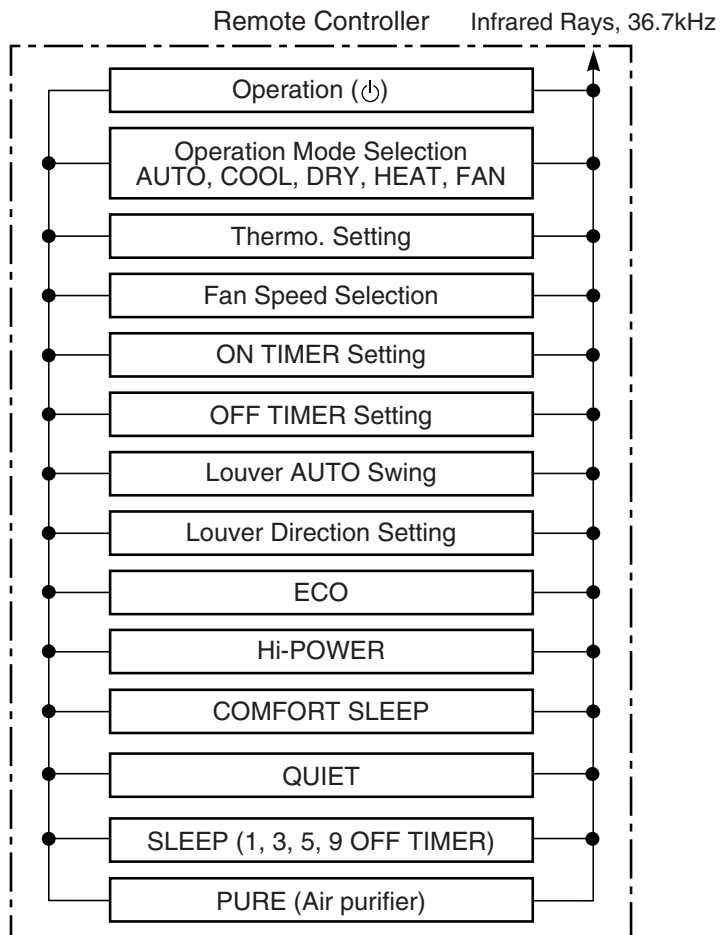 Remote Controller Infrared Rays, 36.7kHz
Operation (⏻)
Operation Mode Selection
AUTO, COOL, DRY, HEAT, FAN
Thermo. Setting
Fan Speed Selection
ON TIMER Setting
OFF TIMER Setting
Louver AUTO Swing
Louver Direction Setting
ECO
Hi-POWER
COMFORT SLEEP
QUIET
SLEEP (1, 3, 5, 9 OFF TIMER)
PURE (Air purifier)